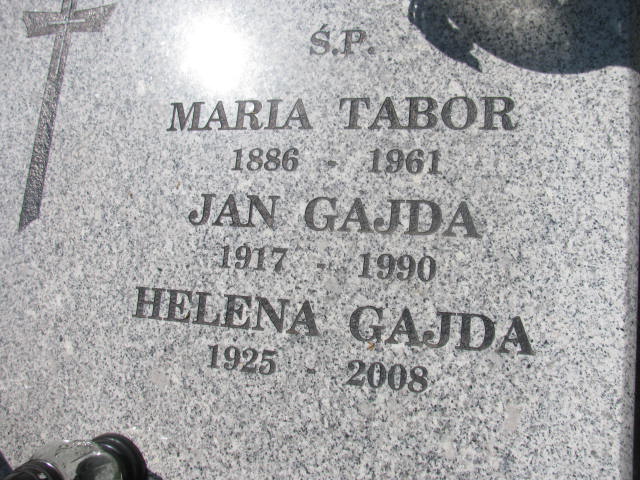 Ś.P.
MARIA TABOR
1886 - 1961
JAN GAJDA
1917 - 1990
HELENA GAJDA
1925 - 2008